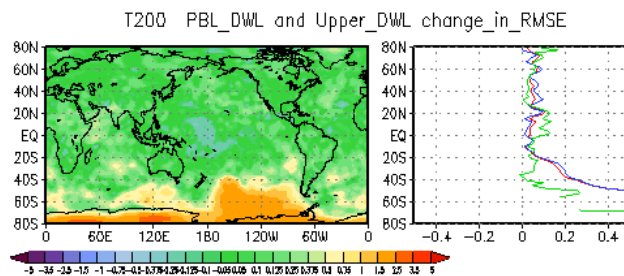 T200 PBL_DWL and Upper_DWL change_in_RMSE
80N
60N
40N
20N
EQ
20S
40S
60S
80S
0 60E 120E 180 120W 60W 0
80N
60N
40N
20N
EQ
20S
40S
60S
80S
-0.4 -0.2 0 0.2 0.4